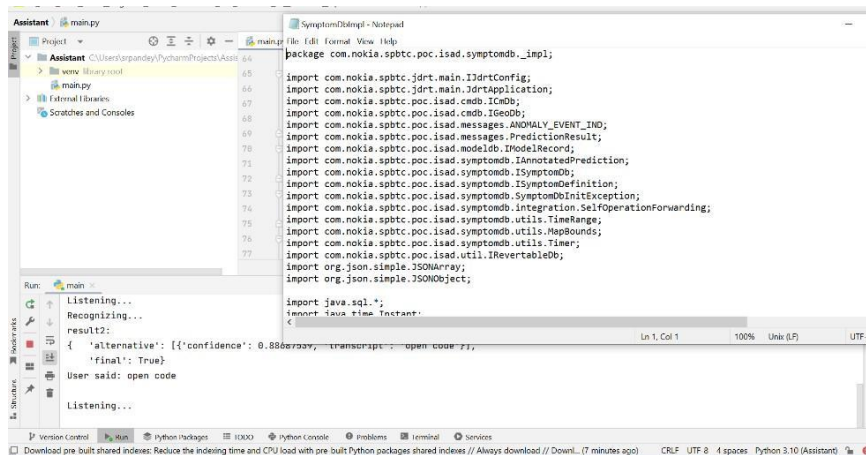 Assistant main.py
Project
Assistant C:\Users\srpandey\PycharmProjects\Assis
venv library root
main.py
External Libraries
Scratches and Consoles
main.p
64
65
66
67
68
69
70
71
72
73
74
75
76
77
SymptomDbImpl - Notepad
File Edit Format View Help
package com.nokia.spbtc.poc.isad.symptomdb._impl;
import com.nokia.spbtc.jdrt.main.IJdrtConfig;
import com.nokia.spbtc.jdrt.main.JdrtApplication;
import com.nokia.spbtc.poc.isad.cmdb.ICmDb;
import com.nokia.spbtc.poc.isad.cmdb.IGeoDb;
import com.nokia.spbtc.poc.isad.messages.ANOMALY_EVENT_IND;
import com.nokia.spbtc.poc.isad.messages.PredictionResult;
import com.nokia.spbtc.poc.isad.modeldb.IModelRecord;
import com.nokia.spbtc.poc.isad.symptomdb.IAnnotatedPrediction;
import com.nokia.spbtc.poc.isad.symptomdb.ISymptomDb;
import com.nokia.spbtc.poc.isad.symptomdb.ISymptomDefinition;
import com.nokia.spbtc.poc.isad.symptomdb.SymptomDbInitException;
import com.nokia.spbtc.poc.isad.symptomdb.integration.SelfOperationForwarding;
import com.nokia.spbtc.poc.isad.symptomdb.utils.TimeRange;
import com.nokia.spbtc.poc.isad.symptomdb.utils.MapBounds;
import com.nokia.spbtc.poc.isad.symptomdb.utils.Timer;
import com.nokia.spbtc.poc.isad.util.IRevertableDb;
import org.json.simple.JSONArray;
import org.json.simple.JSONObject;
import java.sql.*;
import java.time.Instant;
Ln 1, Col 1 100% Unix (LF) UTF-
Run: main
Listening...
Recognizing...
result2:
{ 'alternative': [{'confidence': 0.88687539, 'transcript': 'open code'}],
'final': True}
User said: open code
Listening...
Bookmarks
Structure
Version Control Run Python Packages TODO Python Console Problems Terminal Services
Download pre-built shared indexes: Reduce the indexing time and CPU load with pre-built Python packages shared indexes // Always download // Downl... (7 minutes ago) CRLF UTF-8 4 spaces Python 3.10 (Assistant)